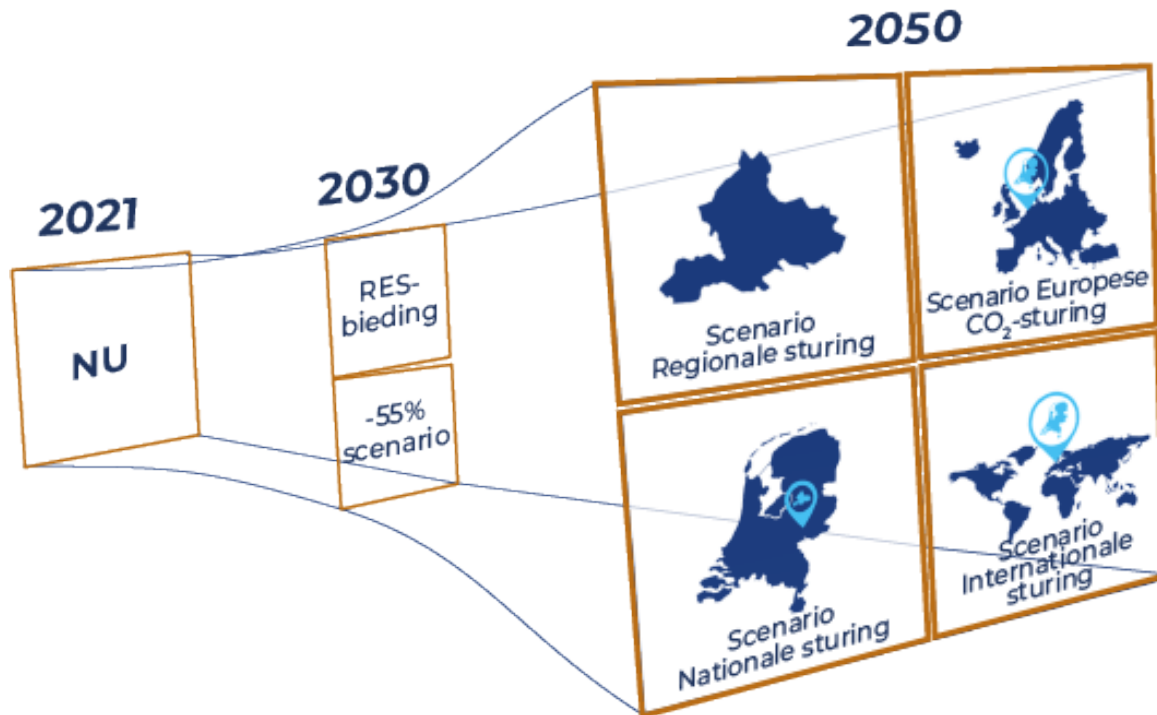 2021
NU
2030
RES-
bieding
-55%
scenario
2050
Scenario
Regionale sturing
Scenario Europese
CO₂-sturing
Scenario
Nationale sturing
Scenario
Internationale
sturing